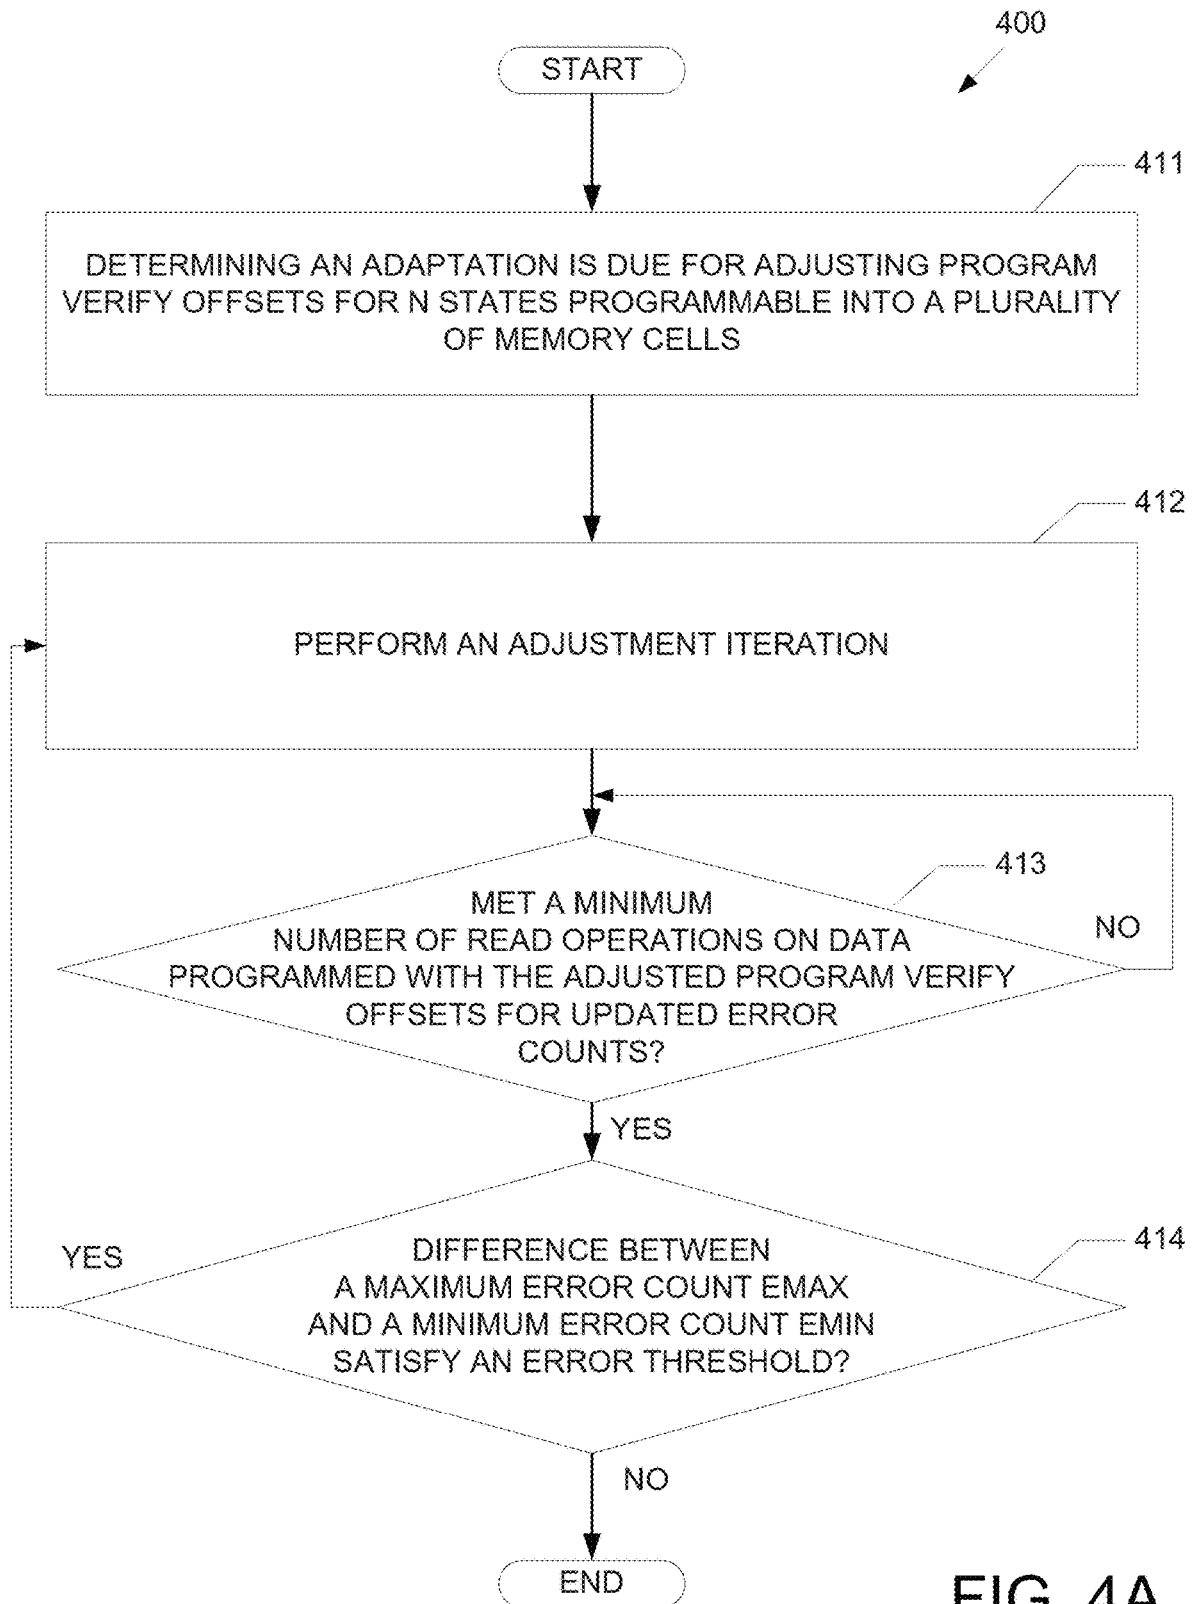 400
START
411
DETERMINING AN ADAPTATION IS DUE FOR ADJUSTING PROGRAM
VERIFY OFFSETS FOR N STATES PROGRAMMABLE INTO A PLURALITY
OF MEMORY CELLS
412
PERFORM AN ADJUSTMENT ITERATION
413
MET A MINIMUM
NUMBER OF READ OPERATIONS ON DATA
PROGRAMMED WITH THE ADJUSTED PROGRAM VERIFY
OFFSETS FOR UPDATED ERROR
COUNTS?
NO
YES
414
DIFFERENCE BETWEEN
A MAXIMUM ERROR COUNT EMAX
AND A MINIMUM ERROR COUNT EMIN
SATISFY AN ERROR THRESHOLD?
YES
NO
END
FIG. 4A